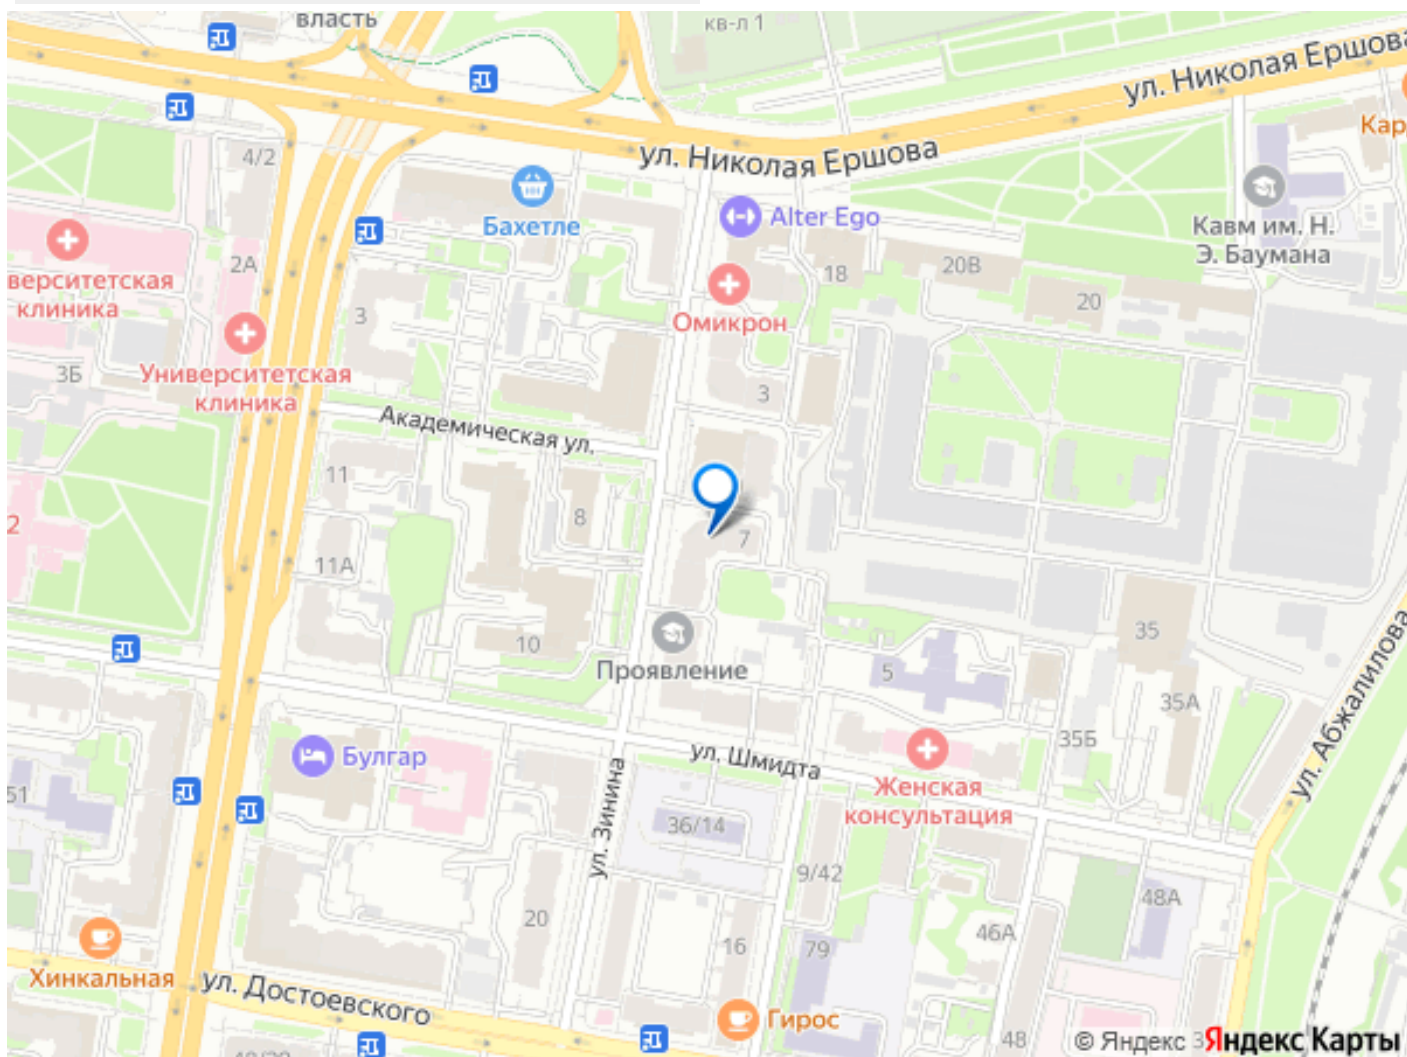 власть
кв-л 1
ул. Николая Ершова
Кар
ул. Николая Ершова
4/2
Бахетле
Alter Ego
Кавм им. Н.
Э. Баумана
2А
верситетская
клиника
18
20В
20
3
Омикрон
3Б
Университетская
клиника
3
Академическая ул.
11
8
7
2
11А
10
Проявление
5
35
35А
35Б
ул. Абжалилова
Булгар
ул. Шмидта
Женская
консультация
51
ул. Зинина
36/14
9/42
48А
20
16
79
46А
Хинкальная
ул. Достоевского
Гирос
48
© Яндекс
Яндекс Карты